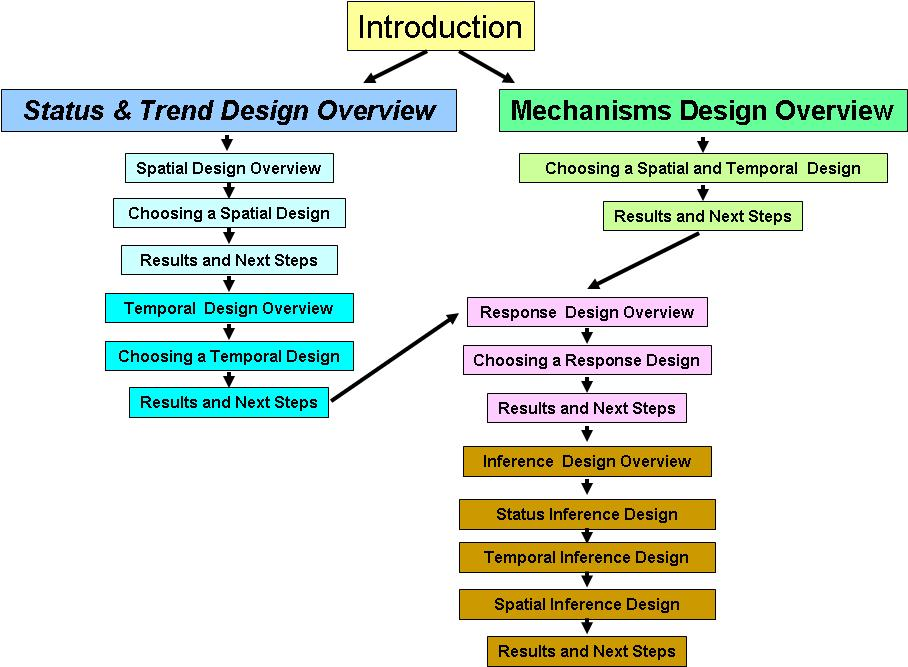 Introduction
Status & Trend Design Overview
Mechanisms Design Overview
Spatial Design Overview
Choosing a Spatial Design
Results and Next Steps
Temporal Design Overview
Choosing a Temporal Design
Results and Next Steps
Choosing a Spatial and Temporal Design
Results and Next Steps
Response Design Overview
Choosing a Response Design
Results and Next Steps
Inference Design Overview
Status Inference Design
Temporal Inference Design
Spatial Inference Design
Results and Next Steps